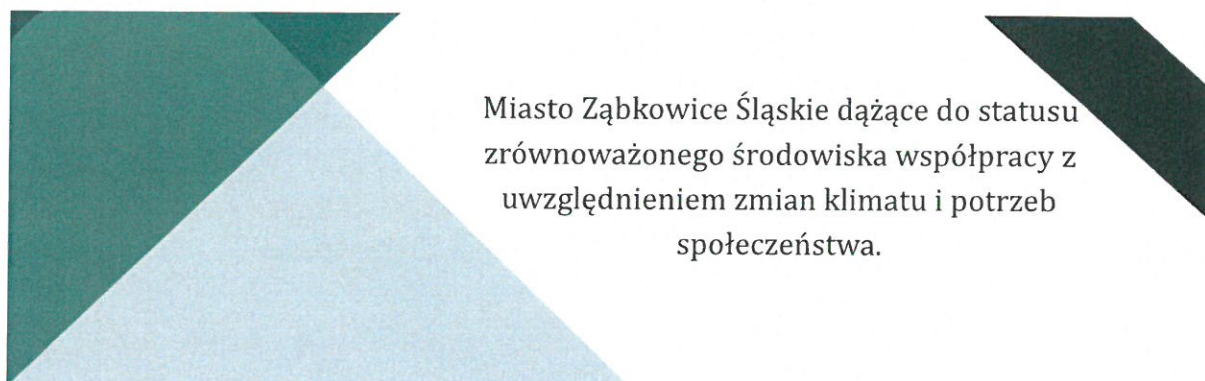 Miasto Ząbkowice Śląskie dążące do statusu
zrównoważonego środowiska współpracy z
uwzględnieniem zmian klimatu i potrzeb
społeczeństwa.